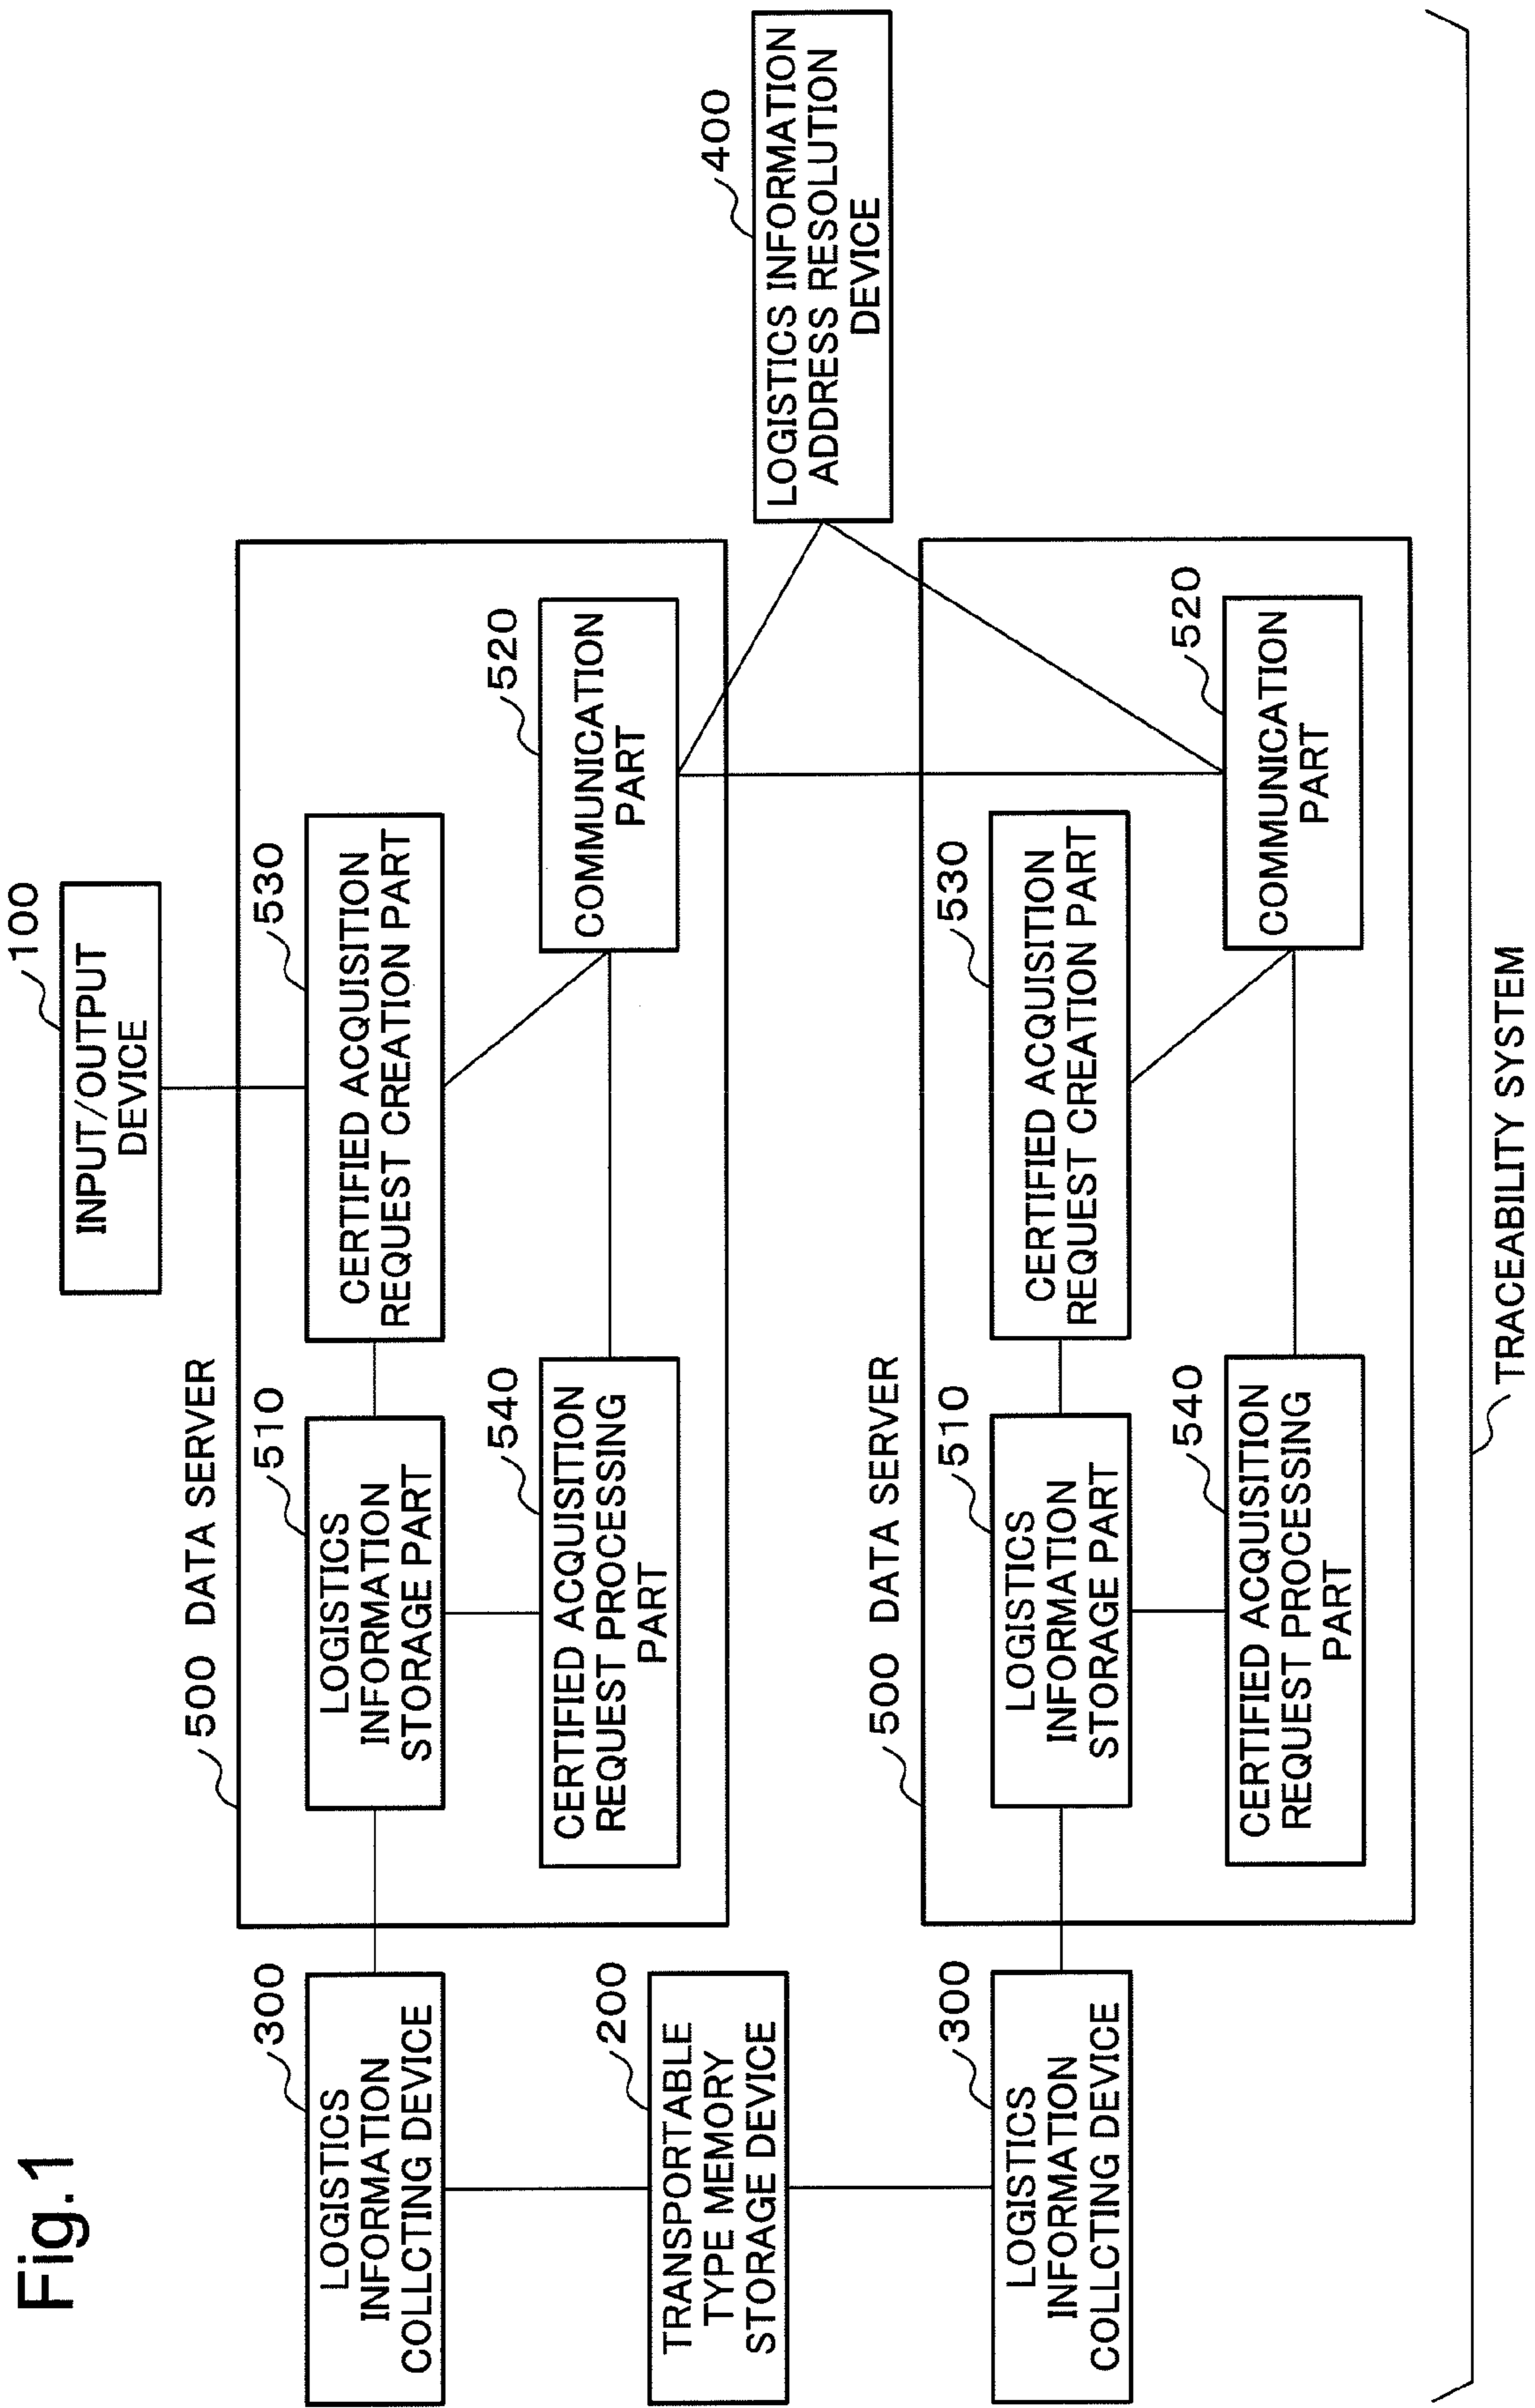 Fig.1
100
INPUT/OUTPUT
DEVICE
500 DATA SERVER
300
LOGISTICS
INFORMATION
COLLCTING DEVICE
510
LOGISTICS
INFORMATION
STORAGE PART
530
CERTIFIED ACQUISITION
REQUEST CREATION PART
540
CERTIFIED ACQUISITION
REQUEST PROCESSING
PART
520
COMMUNICATION
PART
200
TRANSPORTABLE
TYPE MEMORY
STORAGE DEVICE
400
LOGISTICS INFORMATION
ADDRESS RESOLUTION
DEVICE
500 DATA SERVER
300
LOGISTICS
INFORMATION
COLLCTING DEVICE
510
LOGISTICS
INFORMATION
STORAGE PART
530
CERTIFIED ACQUISITION
REQUEST CREATION PART
540
CERTIFIED ACQUISITION
REQUEST PROCESSING
PART
520
COMMUNICATION
PART
TRACEABILITY SYSTEM